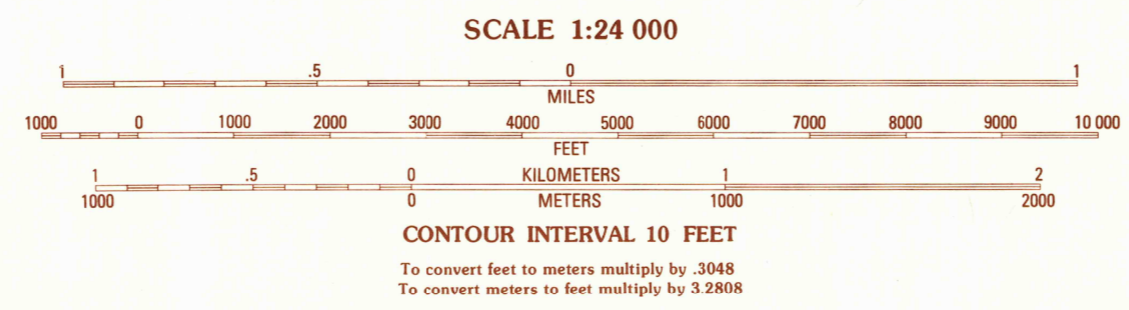 SCALE 1:24 000
1 .5 0 1
MILES
1000 0 1000 2000 3000 4000 5000 6000 7000 8000 9000 10 000
FEET
1 .5 0 KILOMETERS 1 2
1000 0 METERS 1000 2000
CONTOUR INTERVAL 10 FEET
To convert feet to meters multiply by .3048
To convert meters to feet multiply by 3.2808